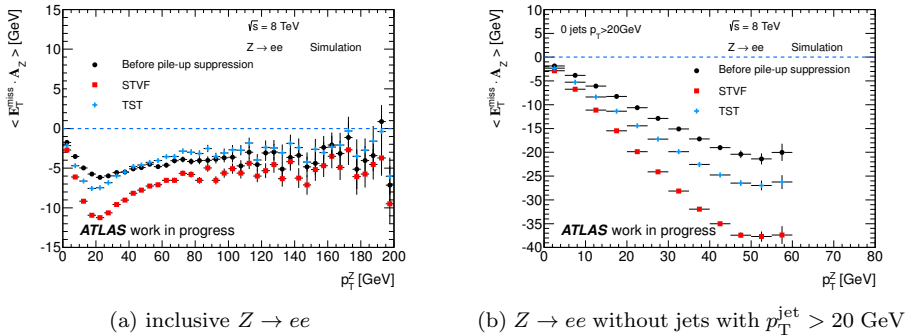 √s = 8 TeV
Z → ee Simulation
Before pile-up suppression
STVF
TST
< E_T^miss · A_Z > [GeV]
15
10
5
0
-5
-10
-15
ATLAS work in progress
0 20 40 60 80 100 120 140 160 180 200
p_T^Z [GeV]
(a) inclusive Z → ee
0 jets p_T>20GeV
√s = 8 TeV
Z → ee Simulation
Before pile-up suppression
STVF
TST
< E_T^miss · A_Z > [GeV]
10
5
0
-5
-10
-15
-20
-25
-30
-35
-40
ATLAS work in progress
0 10 20 30 40 50 60 70 80
p_T^Z [GeV]
(b) Z → ee without jets with p_T^jet > 20 GeV